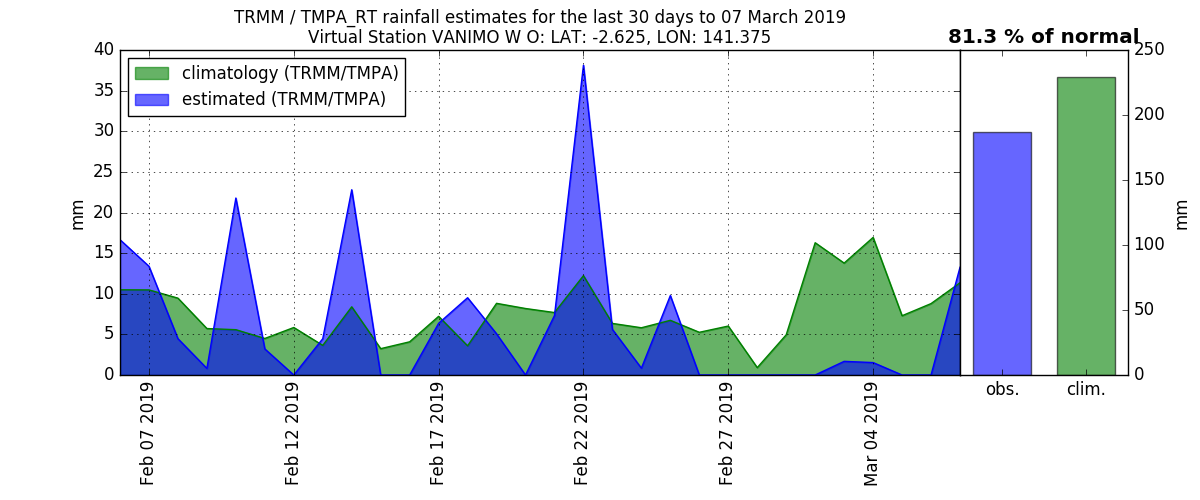 TRMM / TMPA_RT rainfall estimates for the last 30 days to 07 March 2019
Virtual Station VANIMO W O: LAT: -2.625, LON: 141.375
81.3 % of normal
climatology (TRMM/TMPA)
estimated (TRMM/TMPA)
mm
40
35
30
25
20
15
10
5
0
Feb 07 2019
Feb 12 2019
Feb 17 2019
Feb 22 2019
Feb 27 2019
Mar 04 2019
obs.
clim.
250
200
150
100
50
0
mm